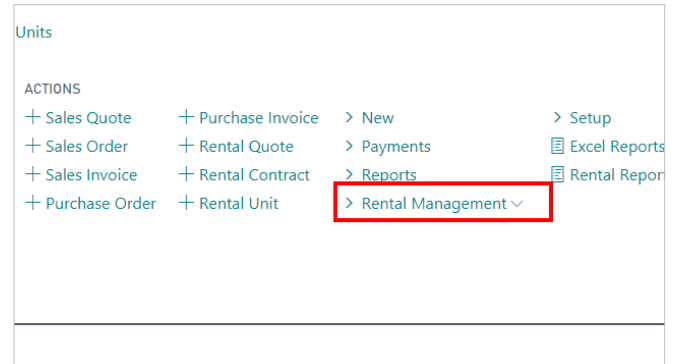 Units
ACTIONS
+ Sales Quote + Purchase Invoice > New > Setup
+ Sales Order + Rental Quote > Payments Excel Reports
+ Sales Invoice + Rental Contract > Reports Rental Repor
+ Purchase Order + Rental Unit > Rental Management